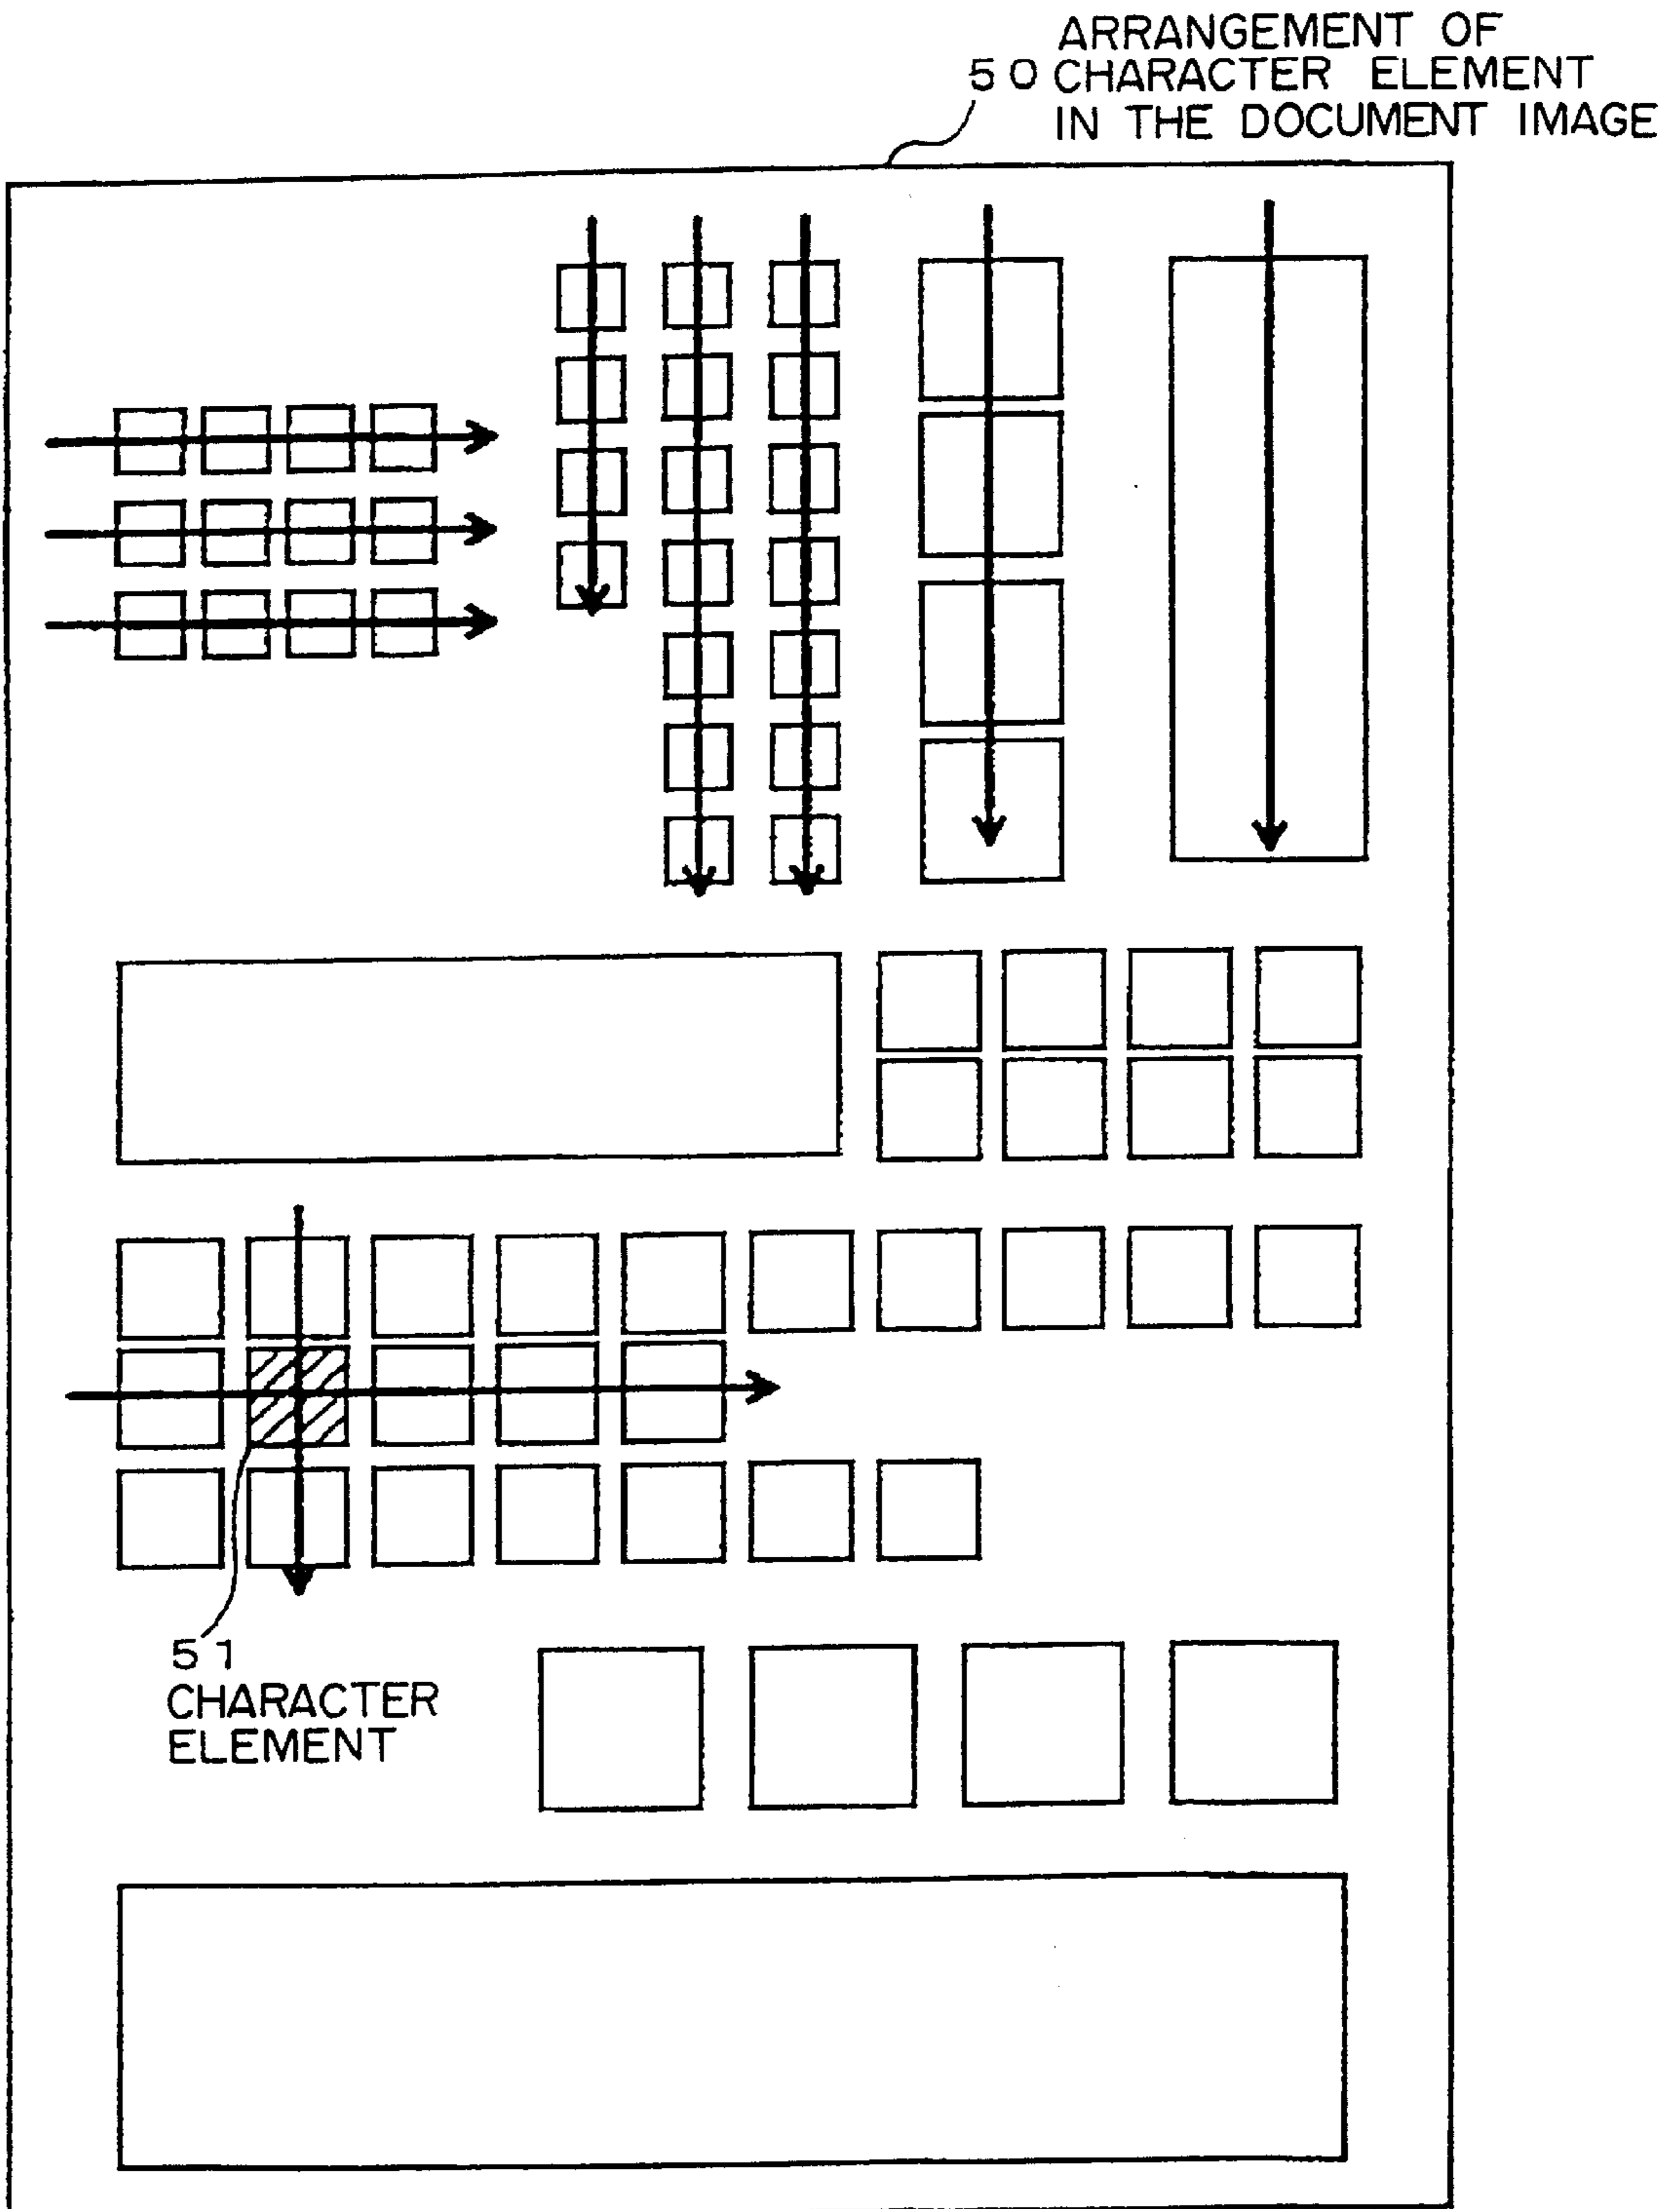 ARRANGEMENT OF
50 CHARACTER ELEMENT
IN THE DOCUMENT IMAGE
51
CHARACTER
ELEMENT